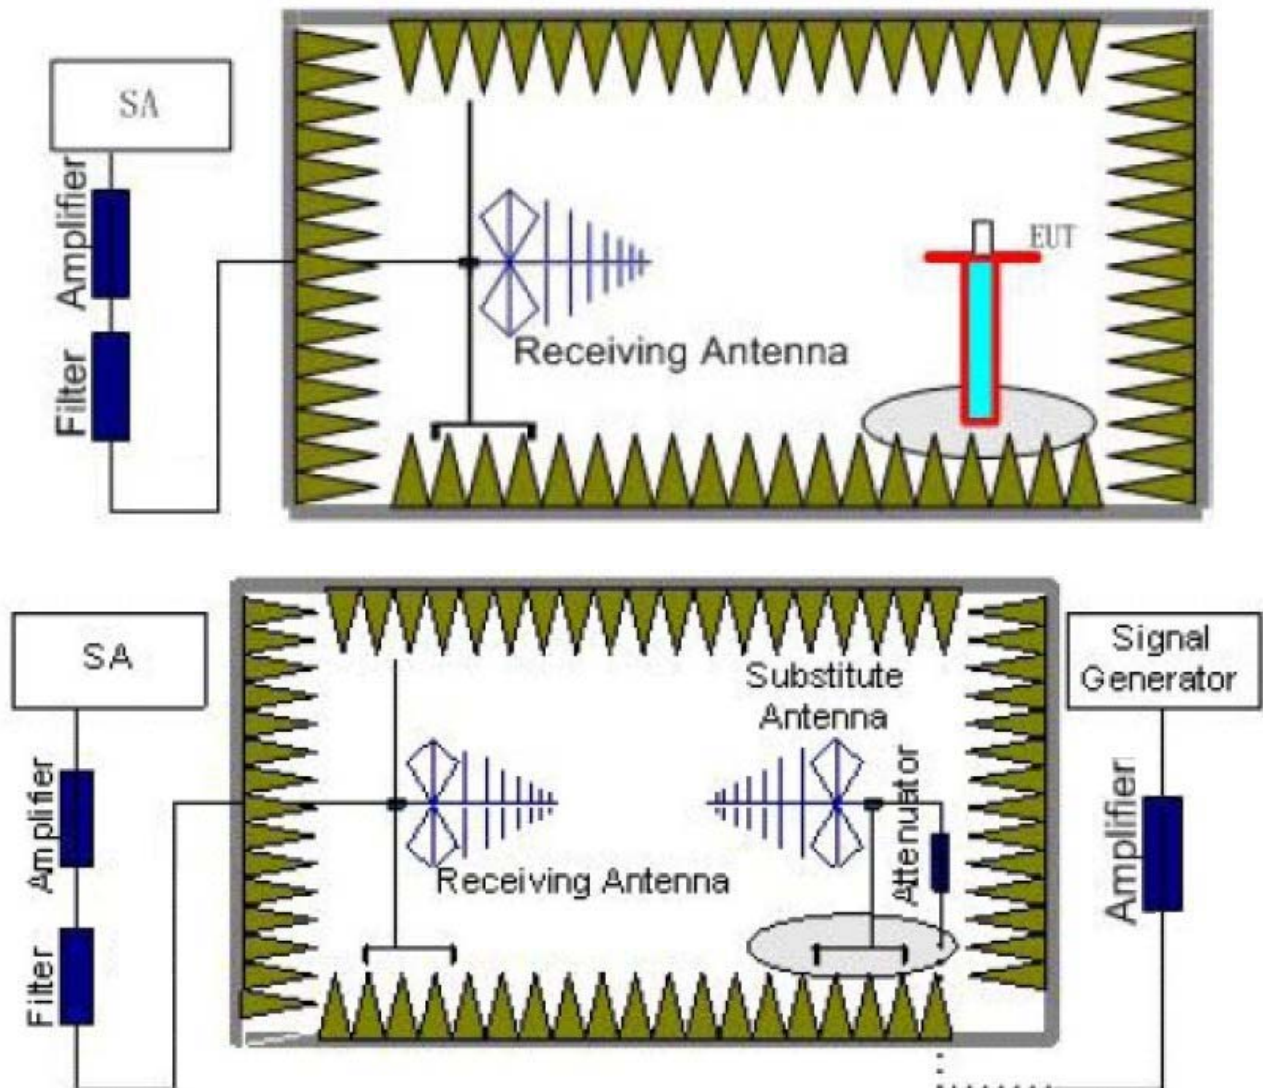 SA
Amplifier
Filter
EUT
Receiving Antenna
SA
Amplifier
Filter
Receiving Antenna
Substitute
Antenna
Attenuator
Signal
Generator
Amplifier